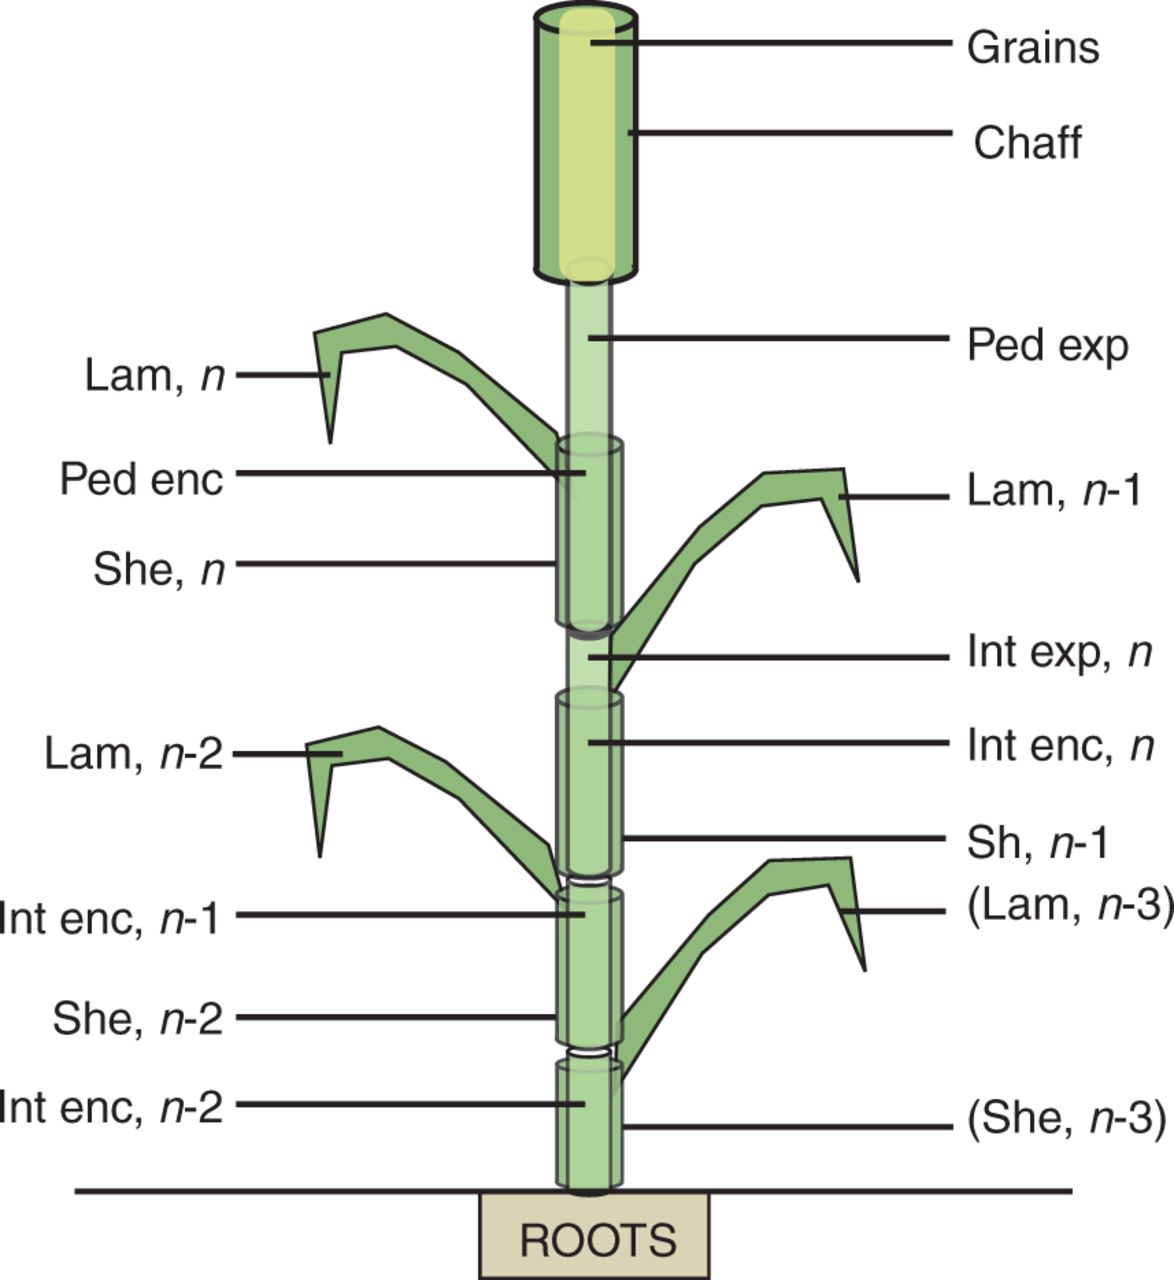 Grains
Chaff
Ped exp
Lam, n
Ped enc
Lam, n-1
She, n
Int exp, n
Int enc, n
Lam, n-2
Sh, n-1
(Lam, n-3)
Int enc, n-1
She, n-2
Int enc, n-2
(She, n-3)
ROOTS